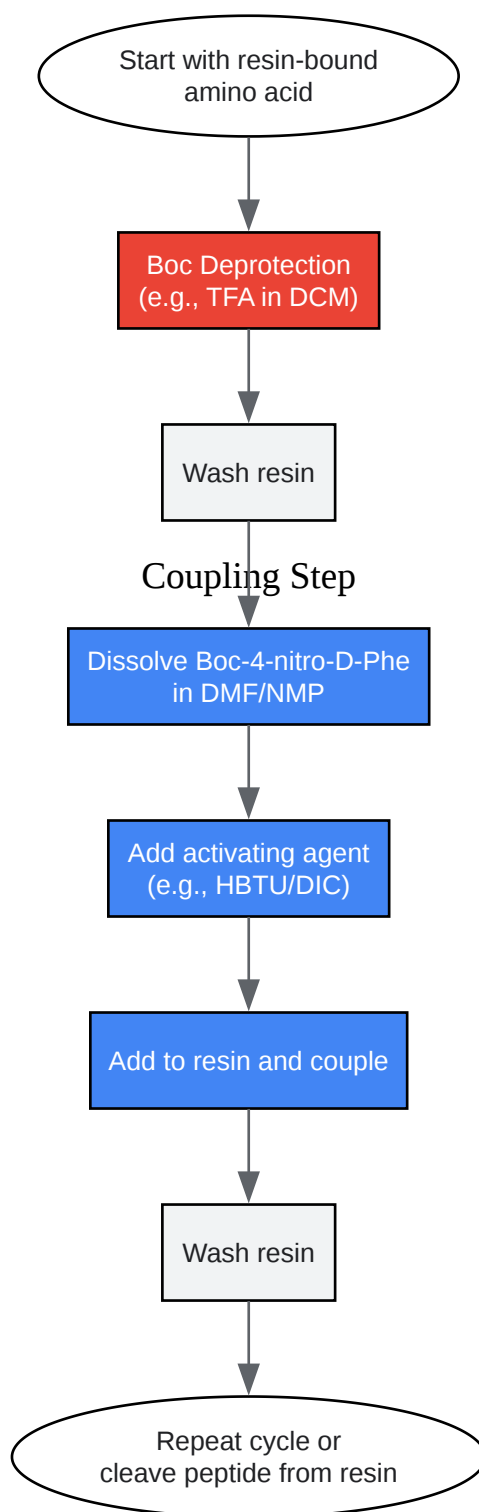 Start with resin-bound
amino acid
Boc Deprotection
(e.g., TFA in DCM)
Wash resin
Coupling Step
Dissolve Boc-4-nitro-D-Phe
in DMF/NMP
Add activating agent
(e.g., HBTU/DIC)
Add to resin and couple
Wash resin
Repeat cycle or
cleave peptide from resin